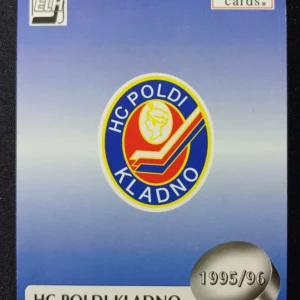 ELH
cards®
HC POLDI
KLADNO
1995/96
HC POLDI KLADNO